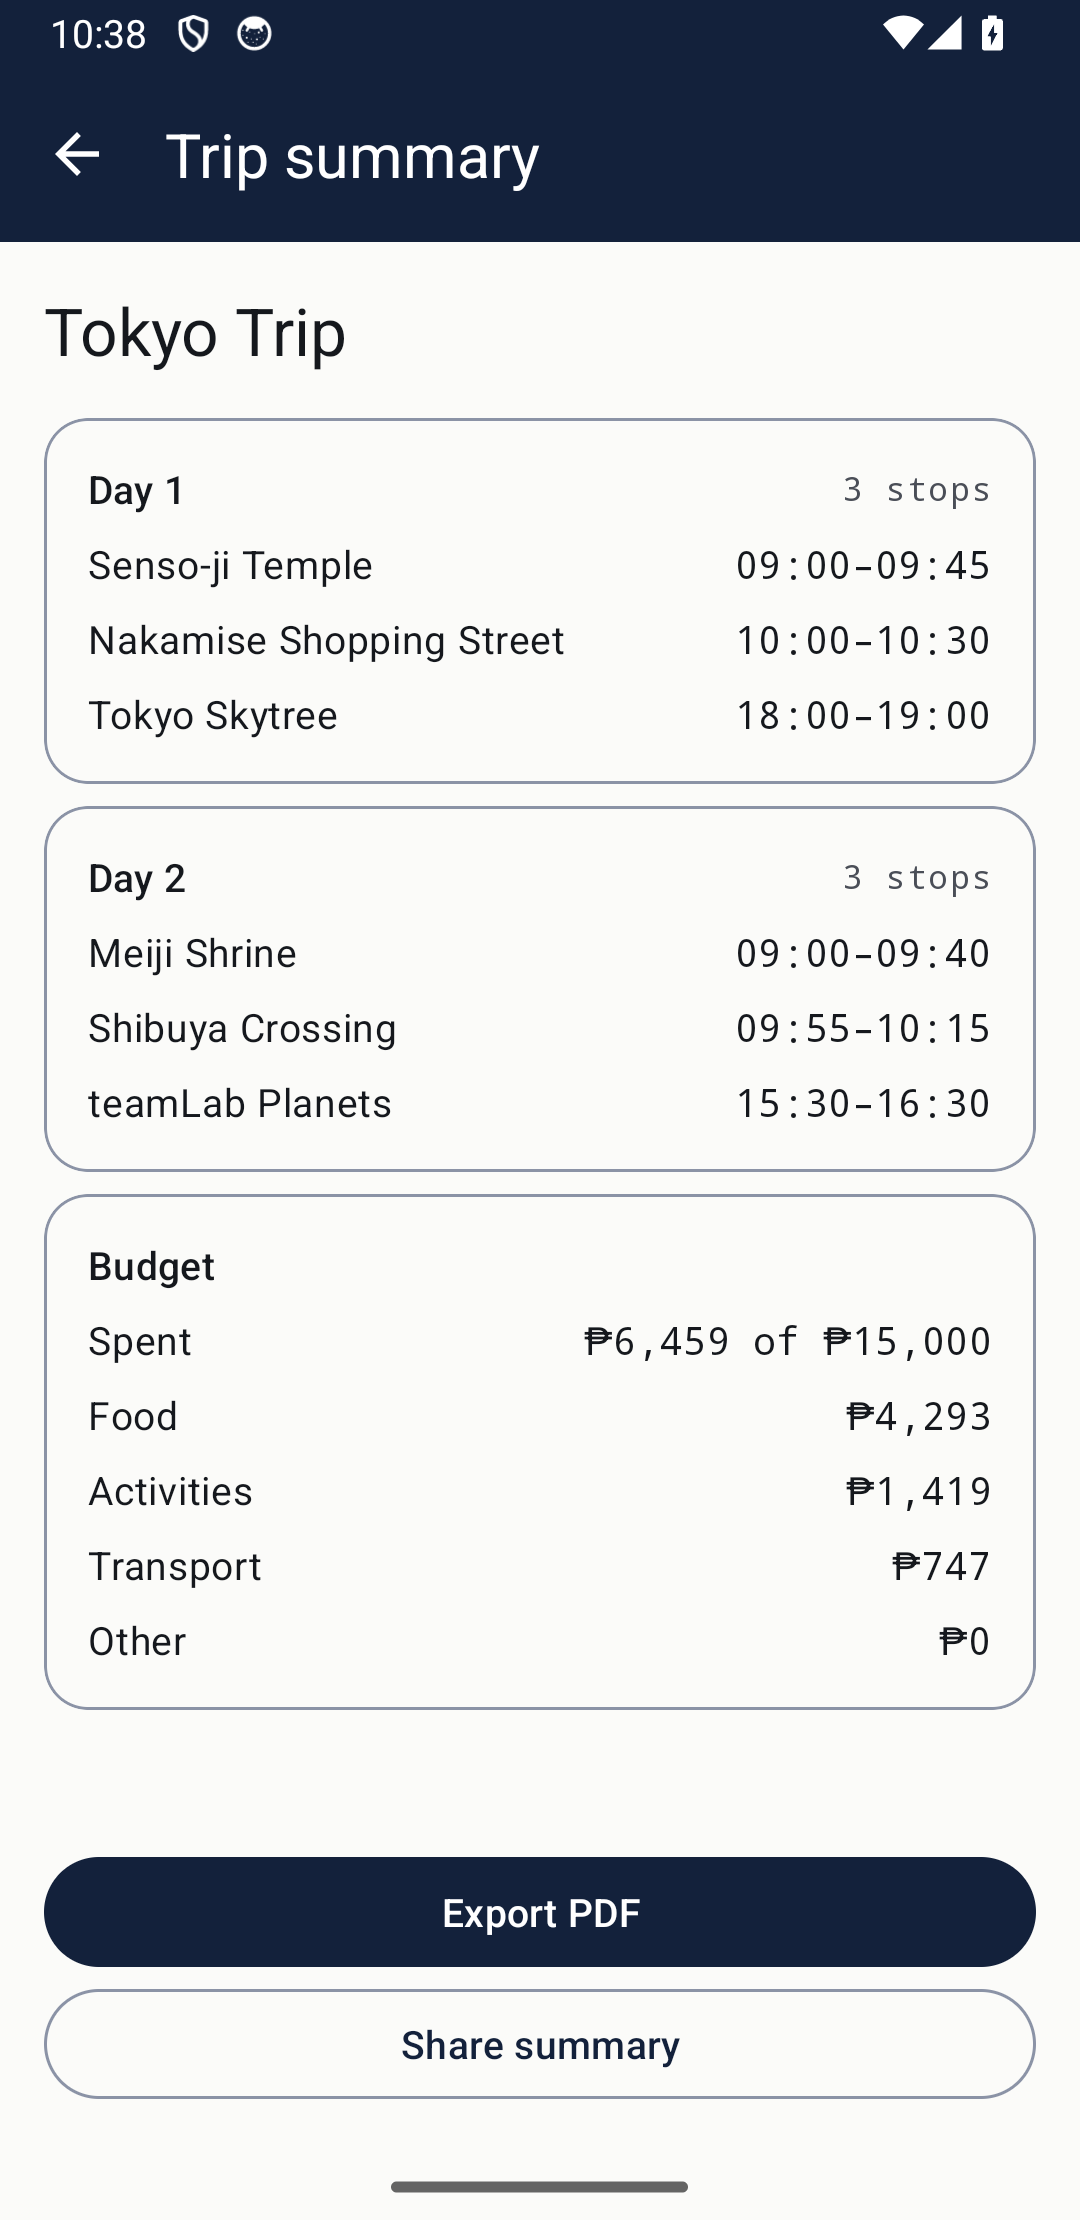 10:38
Trip summary
Tokyo Trip
Day 1 3 stops
Senso-ji Temple 09:00–09:45
Nakamise Shopping Street 10:00–10:30
Tokyo Skytree 18:00–19:00
Day 2 3 stops
Meiji Shrine 09:00–09:40
Shibuya Crossing 09:55–10:15
teamLab Planets 15:30–16:30
Budget
Spent ₱6,459 of ₱15,000
Food ₱4,293
Activities ₱1,419
Transport ₱747
Other ₱0
Export PDF
Share summary